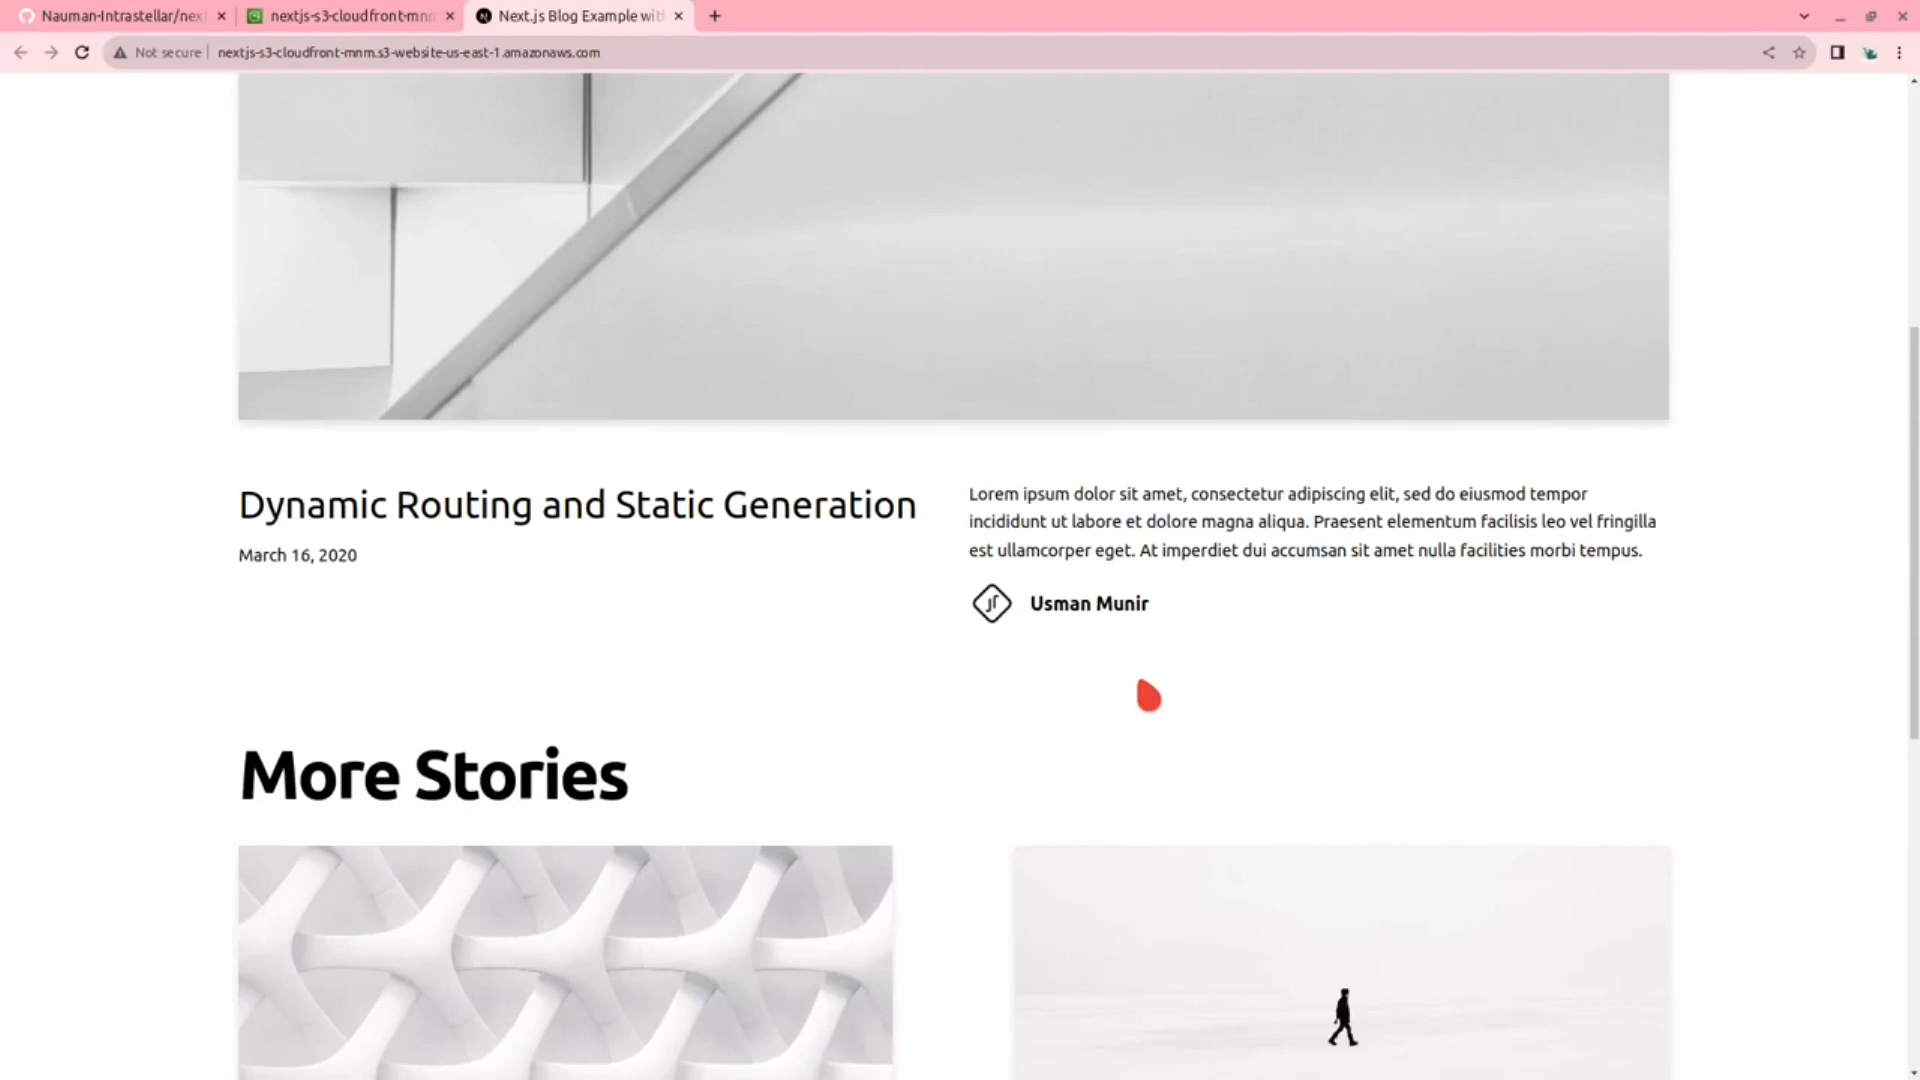 Nauman-Intrastellar/next
nextjs-s3-cloudfront-mnm
Next.js Blog Example wit
Not secure
nextjs-s3-cloudfront-mnm.s3-website-us-east-1.amazonaws.com
Dynamic Routing and Static Generation
March 16, 2020
Lorem ipsum dolor sit amet, consectetur adipiscing elit, sed do eiusmod tempor
incididunt ut labore et dolore magna aliqua. Praesent elementum facilisis leo vel fringilla
est ullamcorper eget. At imperdiet dui accumsan sit amet nulla facilities morbi tempus.
Usman Munir
More Stories